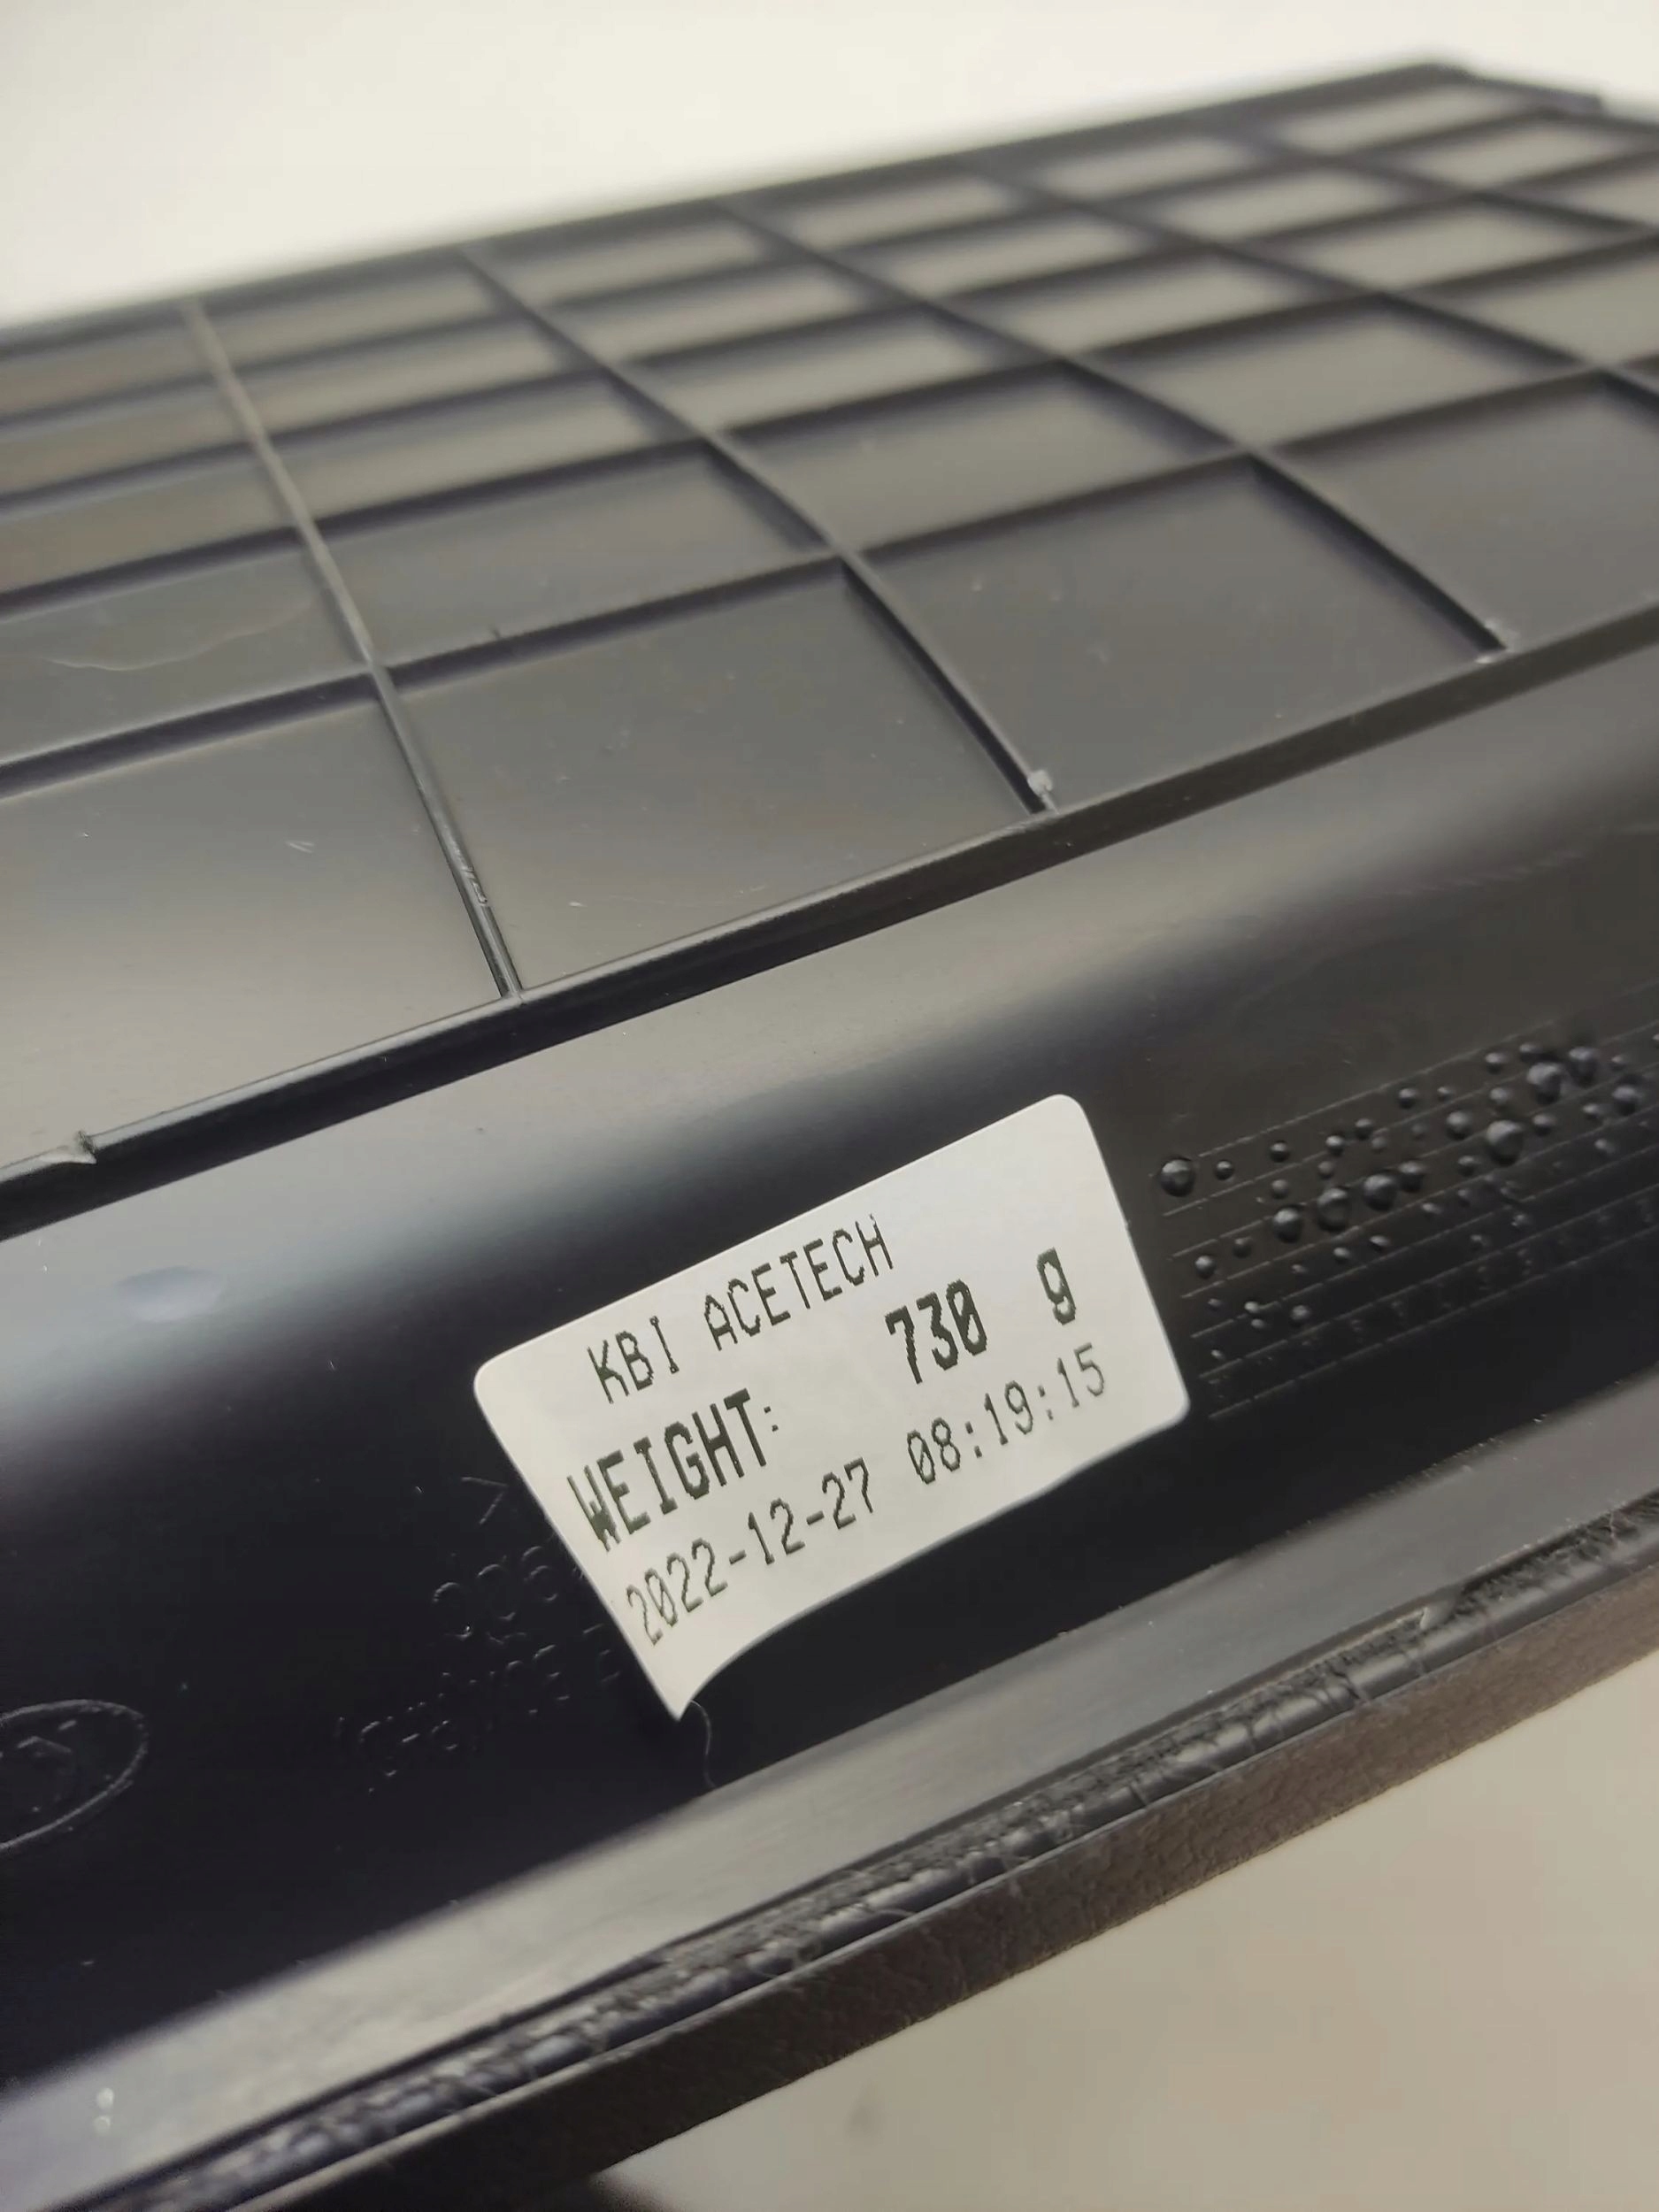 KBI ACETECH
WEIGHT: 730 g
2022-12-27 08:19:15